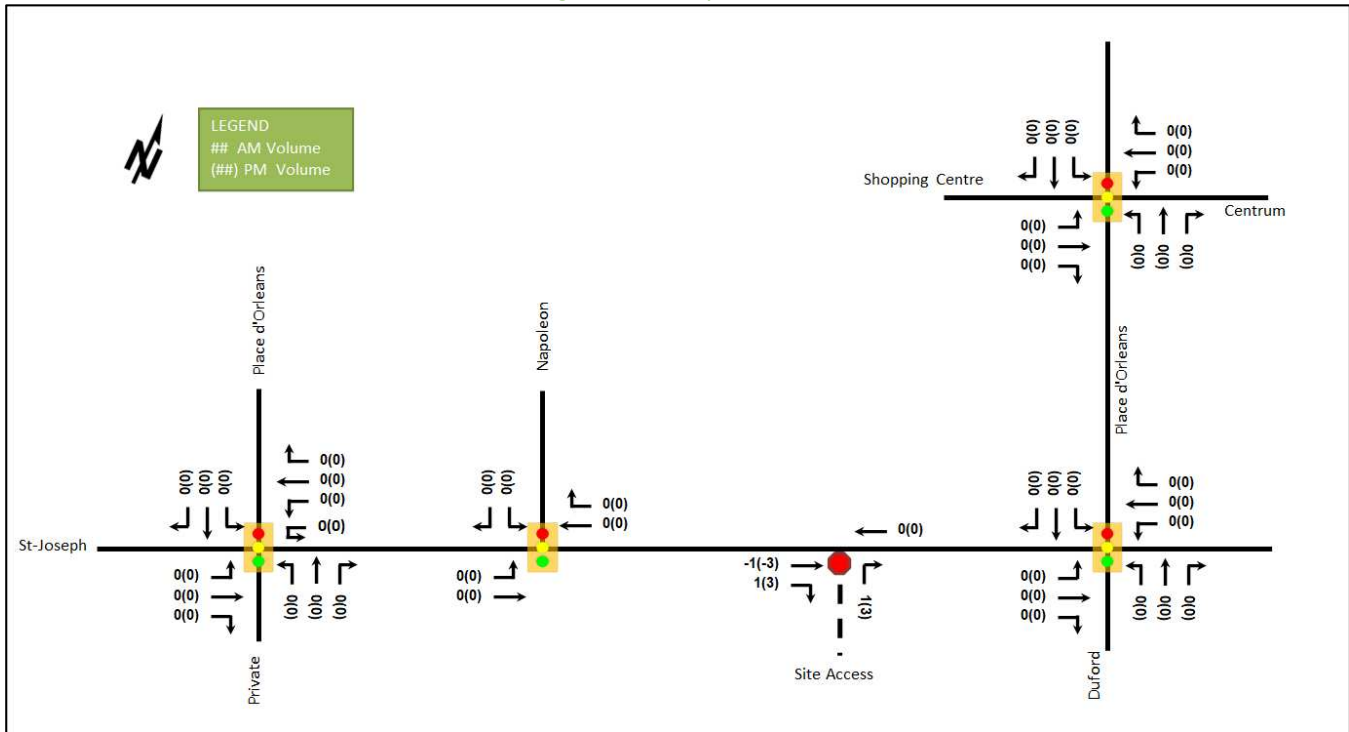 LEGEND
## AM Volume
(##) PM Volume
N
0(0) 0(0) 0(0)
0(0)
0(0)
0(0)
Shopping Centre
Centrum
0(0)
0(0)
0(0)
0(0) 0(0) 0(0)
Place d'Orleans
Napoleon
Place d'Orleans
0(0) 0(0) 0(0)
0(0)
0(0)
0(0)
0(0)
0(0) 0(0)
0(0)
0(0)
0(0) 0(0) 0(0)
0(0)
0(0)
0(0)
0(0)
St-Joseph
0(0)
0(0)
0(0)
0(0) 0(0) 0(0)
0(0)
0(0)
-1(-3)
1(3)
1(3)
0(0)
0(0)
0(0)
0(0) 0(0) 0(0)
Private
Site Access
Duford